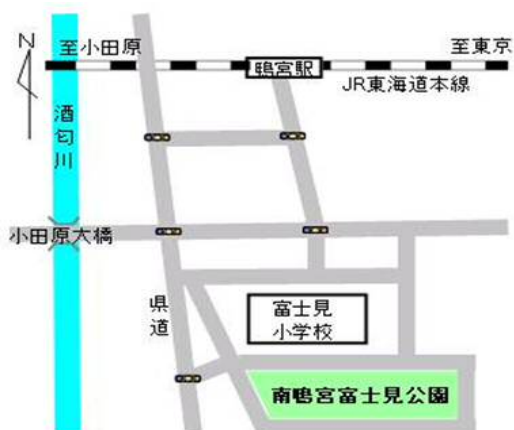 N
至小田原
至東京
鴨宮駅
JR東海道本線
酒匂川
小田原大橋
県道
富士見
小学校
南鴨宮富士見公園